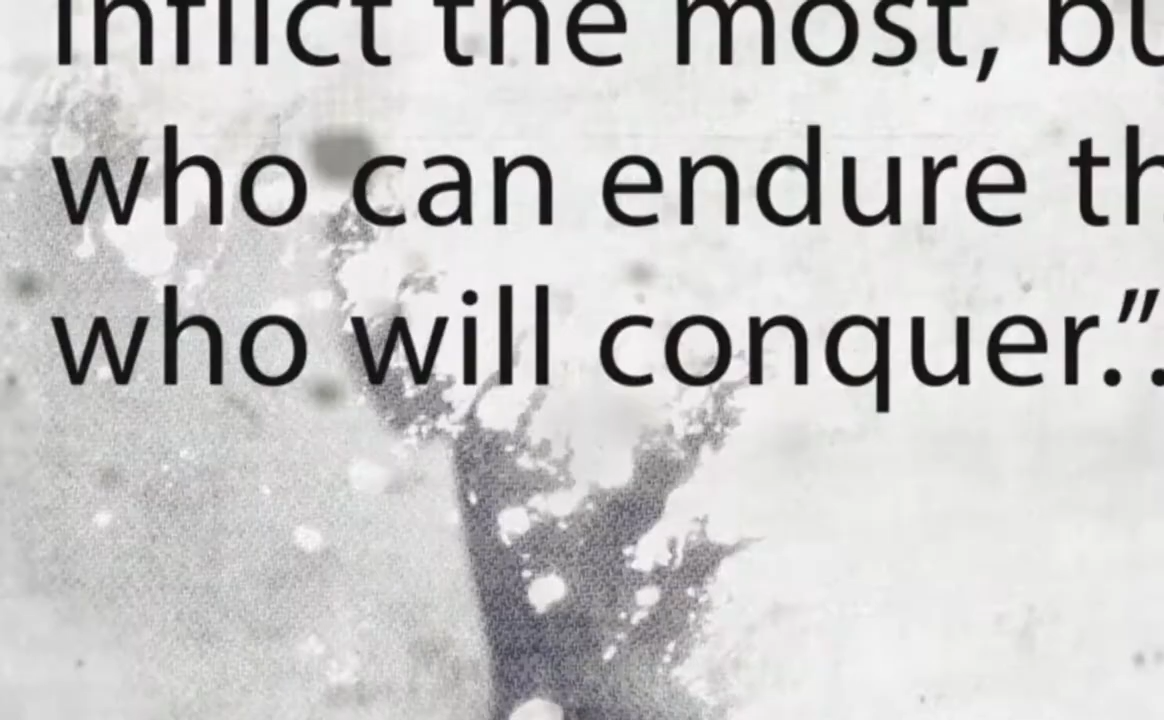 inflict the most, bu
who can endure th
who will conquer.”.